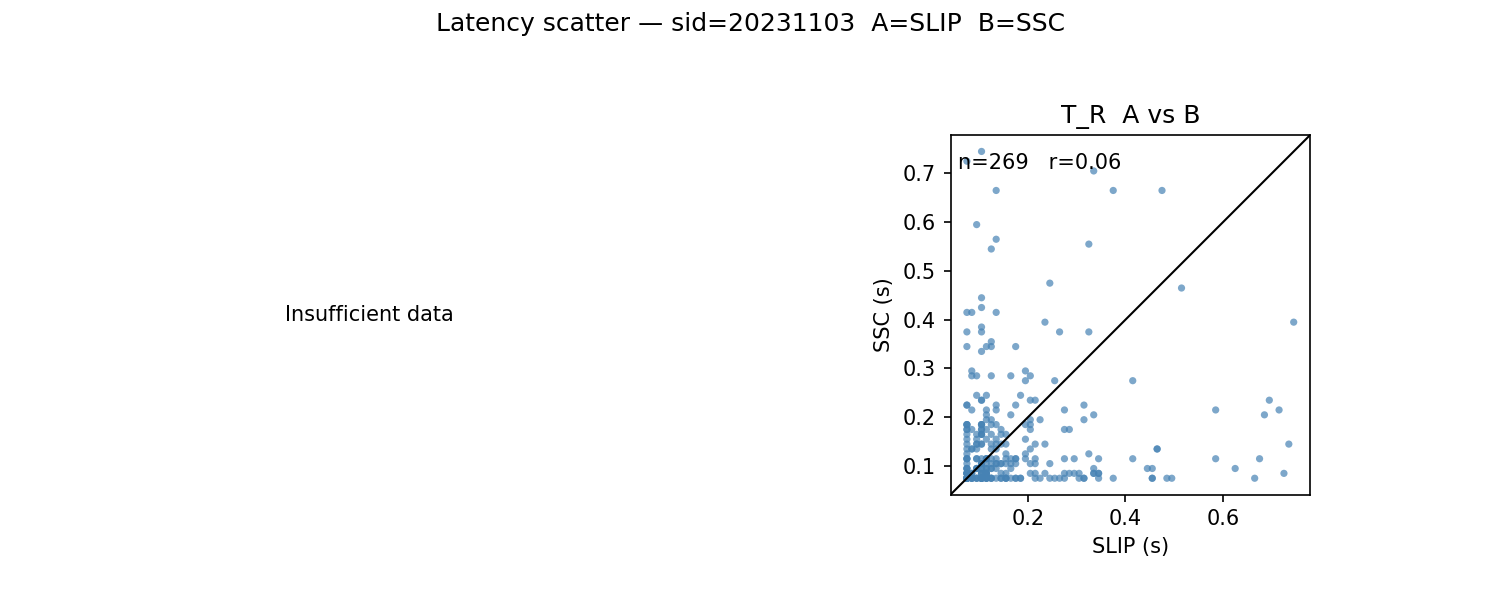 Latency scatter — sid=20231103  A=SLIP  B=SSC
Insufficient data
T_R  A vs B
n=269   r=0.06
0.7
0.6
0.5
0.4
0.3
0.2
0.1
SSC (s)
0.2 0.4 0.6
SLIP (s)